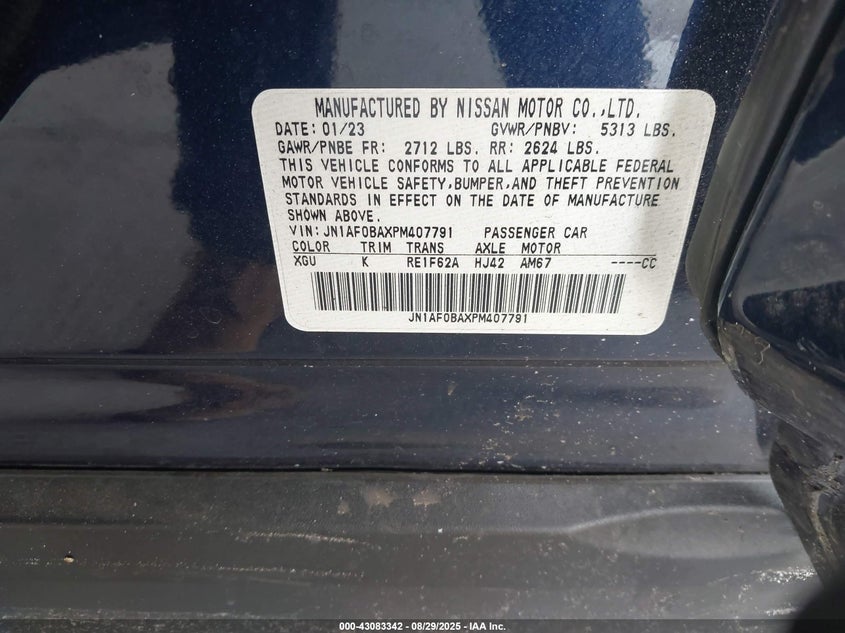 MANUFACTURED BY NISSAN MOTOR CO.,LTD.
DATE: 01/23 GVWR/PNBV: 5313 LBS.
GAWR/PNBE FR: 2712 LBS. RR: 2624 LBS.
THIS VEHICLE CONFORMS TO ALL APPLICABLE FEDERAL
MOTOR VEHICLE SAFETY,BUMPER,AND THEFT PREVENTION
STANDARDS IN EFFECT ON THE DATE OF MANUFACTURE
SHOWN ABOVE.
VIN: JN1AF0BAXPM407791 PASSENGER CAR
COLOR TRIM TRANS AXLE MOTOR
XGU K RE1F62A HJ42 AM67 ----CC
JN1AF0BAXPM407791
000-43083342 - 08/29/2025 - IAA Inc.